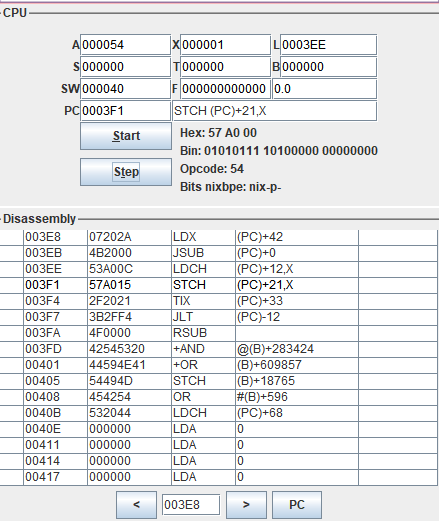 CPU
A 000054 X 000001 L 0003EE
S 000000 T 000000 B 000000
SW 000040 F 000000000000 0.0
PC 0003F1 STCH (PC)+21,X
Start Hex: 57 A0 00
Bin: 01010111 10100000 00000000
Step Opcode: 54
Bits nixbpe: nix-p-
Disassembly
003E8 07202A LDX (PC)+42
003EB 4B2000 JSUB (PC)+0
003EE 53A00C LDCH (PC)+12,X
003F1 57A015 STCH (PC)+21,X
003F4 2F2021 TIX (PC)+33
003F7 3B2FF4 JLT (PC)-12
003FA 4F0000 RSUB
003FD 42545320 +AND @(B)+283424
00401 44594E41 +OR (B)+609857
00405 54494D STCH (B)+18765
00408 454254 OR #(B)+596
0040B 532044 LDCH (PC)+68
0040E 000000 LDA 0
00411 000000 LDA 0
00414 000000 LDA 0
00417 000000 LDA 0
< 003E8 > PC